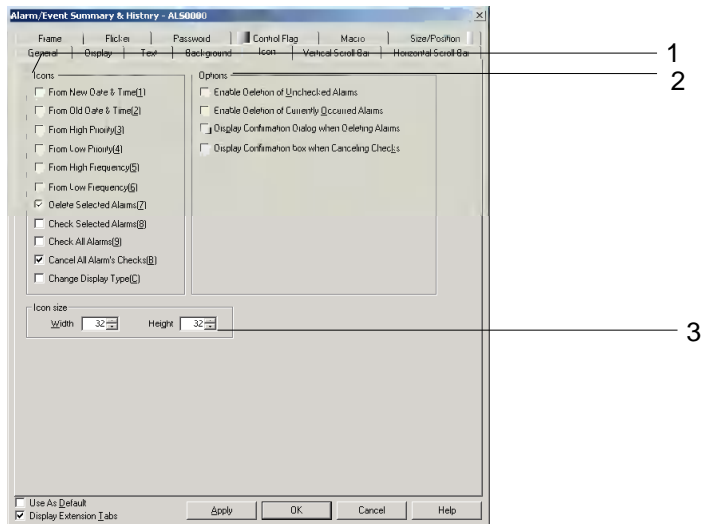 Alarm/Event Summary & History - ALS0000
Frame Flicker Password Control Flag Macro Size/Position
General Display Text Background Icon Vertical Scroll Bar Horizontal Scroll Bar
1
2
Icons
From New Date & Time(1)
From Old Date & Time(2)
From High Priority(3)
From Low Priority(4)
From High Frequency(5)
From Low Frequency(6)
Delete Selected Alarms(7)
Check Selected Alarms(8)
Check All Alarms(9)
Cancel All Alarm's Checks(B)
Change Display Type(C)
Options
Enable Deletion of Unchecked Alarms
Enable Deletion of Currently Occurred Alarms
Display Confirmation Dialog when Deleting Alarms
Display Confirmation box when Canceling Checks
Icon size
Width 32 Height 32
3
Use As Default
Display Extension Tabs
Apply OK Cancel Help